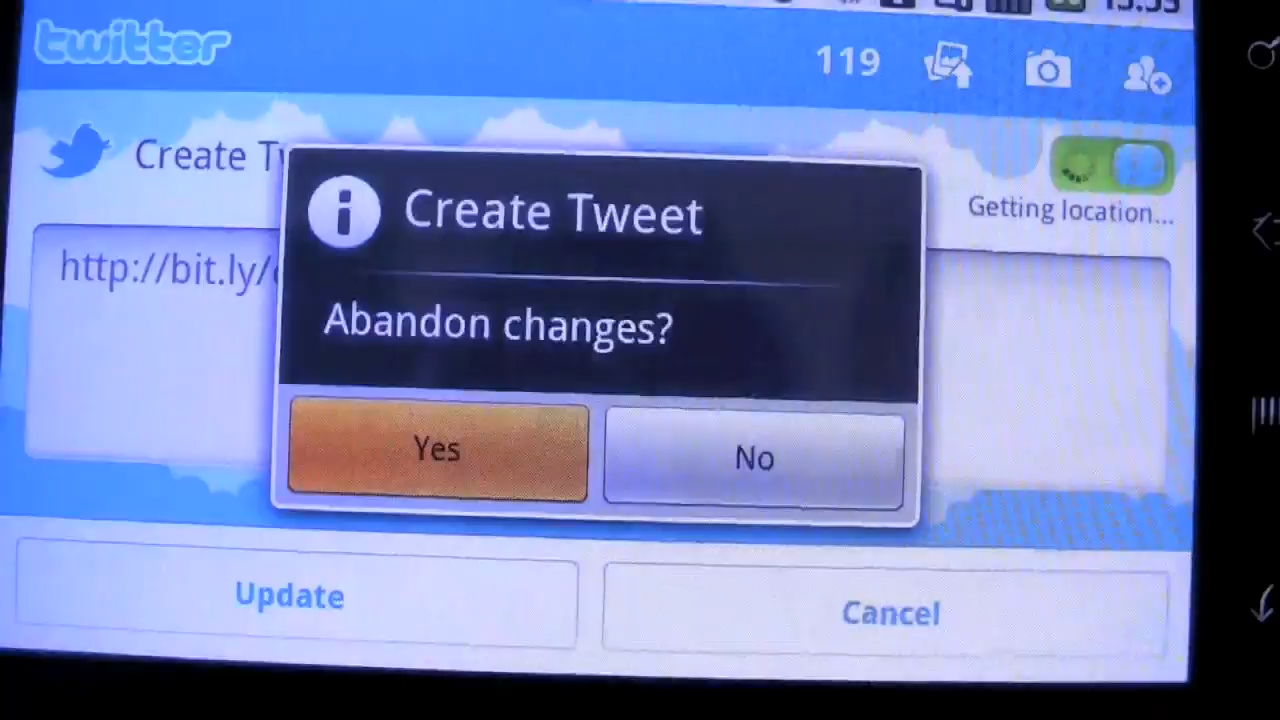 twitter
119
Create
Getting location...
http://bit.ly/
Create Tweet
Abandon changes?
Yes
No
Update
Cancel